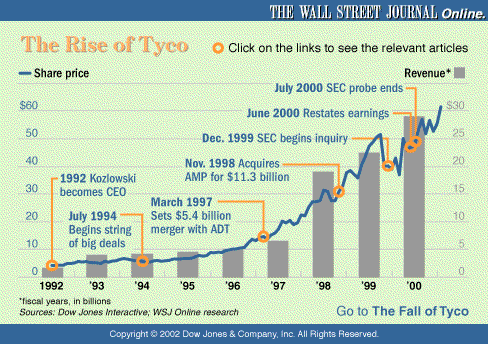 THE WALL STREET JOURNAL Online.
The Rise of Tyco
Click on the links to see the relevant articles
Share price
Revenue*
July 2000 SEC probe ends
$60
$30
June 2000 Restates earnings
50
25
Dec. 1999 SEC begins inquiry
40
20
Nov. 1998 Acquires
AMP for $11.3 billion
1992 Kozlowski
becomes CEO
30
15
March 1997
Sets $5.4 billion
merger with ADT
July 1994
Begins string
of big deals
20
10
10
5
0
0
1992 '93 '94 '95 '96 '97 '98 '99 '00
*fiscal years, in billions
Sources: Dow Jones Interactive; WSJ Online research
Go to The Fall of Tyco
Copyright © 2002 Dow Jones & Company, Inc. All Rights Reserved.